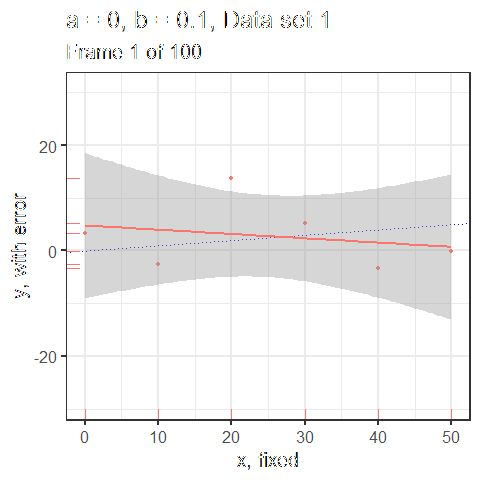 a = 0, b = 0.1, Data set 1
Frame 1 of 100
20
0
-20
y, with error
0 10 20 30 40 50
x, fixed